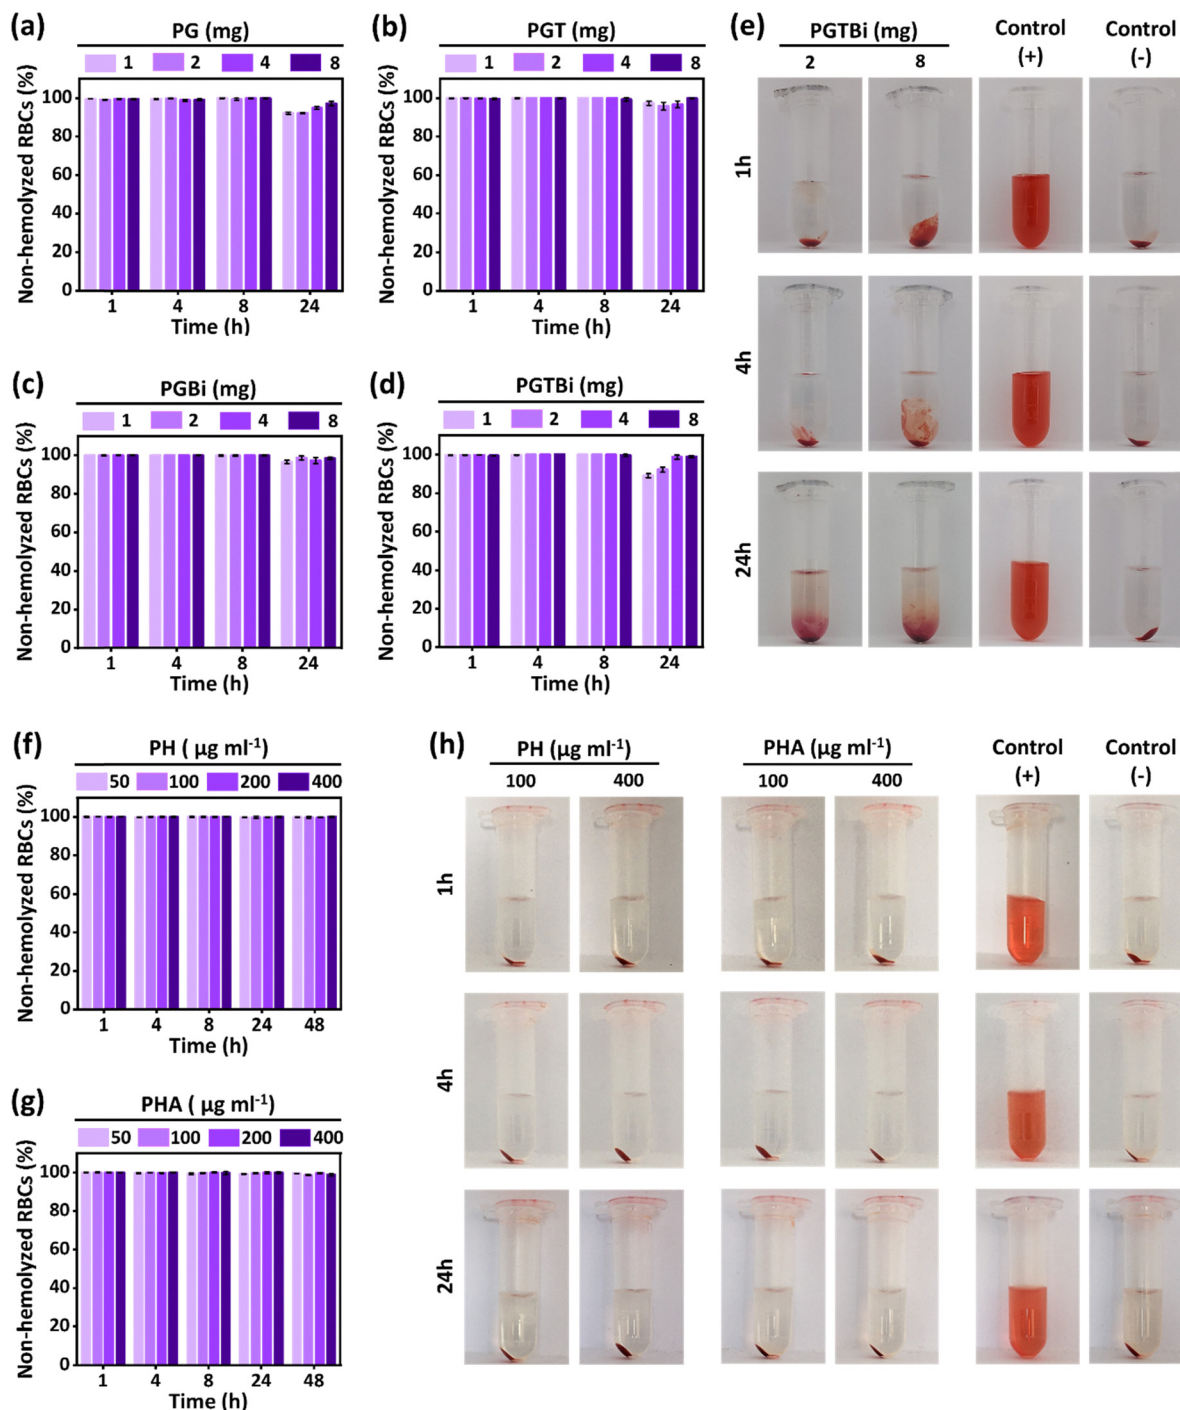 (a)
PG (mg)
1 2 4 8
Non-hemolyzed RBCs (%)
100
80
60
40
20
0
1 4 8 24
Time (h)
(b)
PGT (mg)
1 2 4 8
Non-hemolyzed RBCs (%)
100
80
60
40
20
0
1 4 8 24
Time (h)
(c)
PGBi (mg)
1 2 4 8
Non-hemolyzed RBCs (%)
100
80
60
40
20
0
1 4 8 24
Time (h)
(d)
PGTBi (mg)
1 2 4 8
Non-hemolyzed RBCs (%)
100
80
60
40
20
0
1 4 8 24
Time (h)
(e)
PGTBi (mg)
2 8
Control
(+)
Control
(-)
1h
4h
24h
(f)
PH ( µg ml⁻¹)
50 100 200 400
Non-hemolyzed RBCs (%)
100
80
60
40
20
0
1 4 8 24 48
Time (h)
(g)
PHA ( µg ml⁻¹)
50 100 200 400
Non-hemolyzed RBCs (%)
100
80
60
40
20
0
1 4 8 24 48
Time (h)
(h)
PH (µg ml⁻¹)
100 400
PHA (µg ml⁻¹)
100 400
Control
(+)
Control
(-)
1h
4h
24h